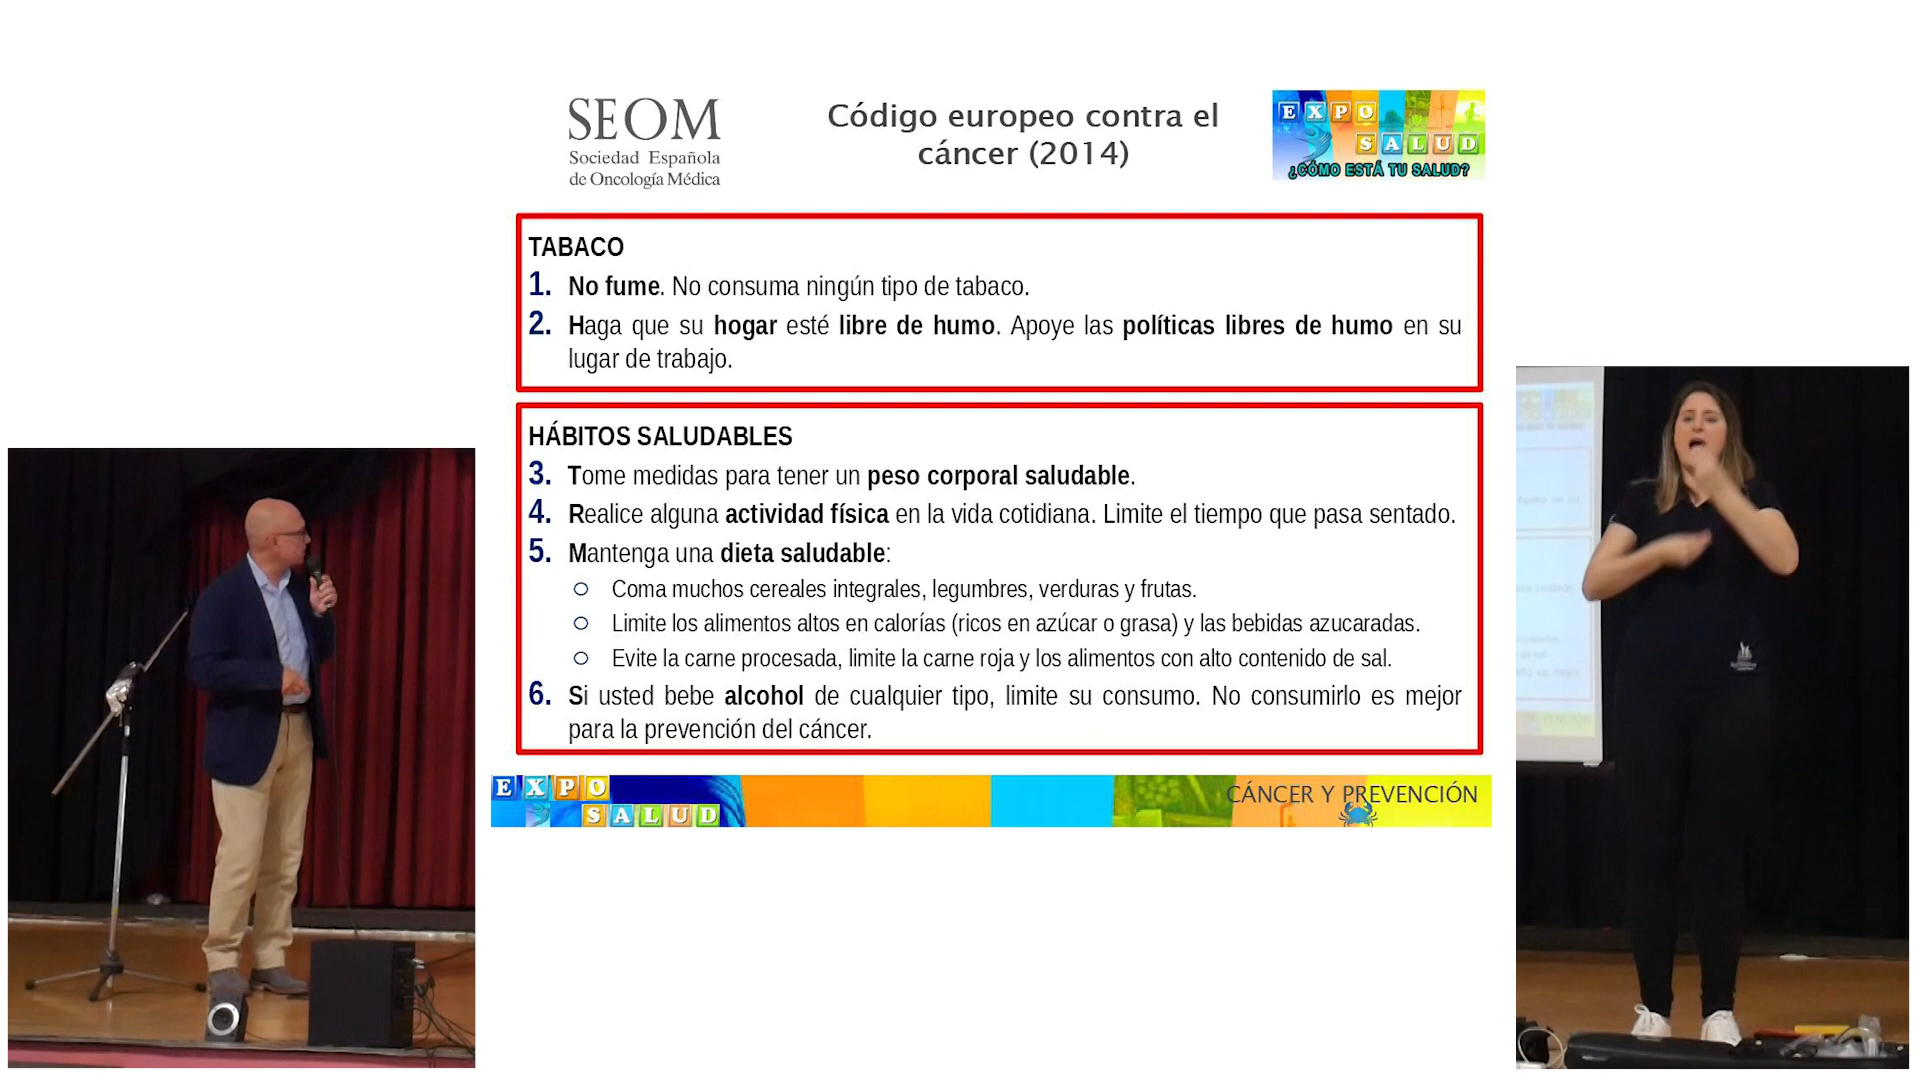 SEOM
Sociedad Española
de Oncología Médica
Código europeo contra el
cáncer (2014)
EXPO
SALUD
¿CÓMO ESTÁ TU SALUD?
TABACO
1. No fume. No consuma ningún tipo de tabaco.
2. Haga que su hogar esté libre de humo. Apoye las políticas libres de humo en su
lugar de trabajo.
HÁBITOS SALUDABLES
3. Tome medidas para tener un peso corporal saludable.
4. Realice alguna actividad física en la vida cotidiana. Limite el tiempo que pasa sentado.
5. Mantenga una dieta saludable:
○ Coma muchos cereales integrales, legumbres, verduras y frutas.
○ Limite los alimentos altos en calorías (ricos en azúcar o grasa) y las bebidas azucaradas.
○ Evite la carne procesada, limite la carne roja y los alimentos con alto contenido de sal.
6. Si usted bebe alcohol de cualquier tipo, limite su consumo. No consumirlo es mejor
para la prevención del cáncer.
EXPO
SALUD
CÁNCER Y PREVENCIÓN